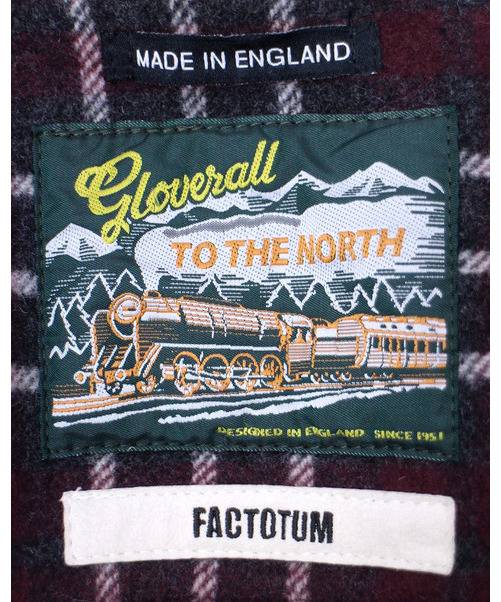 MADE IN ENGLAND
Gloverall
TO THE NORTH
DESIGNED IN ENGLAND SINCE 1951
FACTOTUM